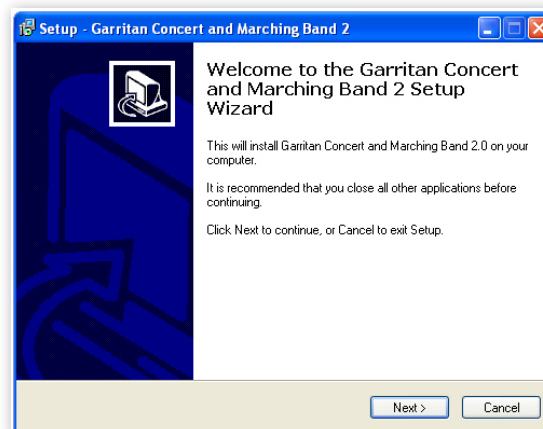 Setup - Garritan Concert and Marching Band 2
Welcome to the Garritan Concert
and Marching Band 2 Setup
Wizard
This will install Garritan Concert and Marching Band 2.0 on your
computer.
It is recommended that you close all other applications before
continuing.
Click Next to continue, or Cancel to exit Setup.
Next >
Cancel